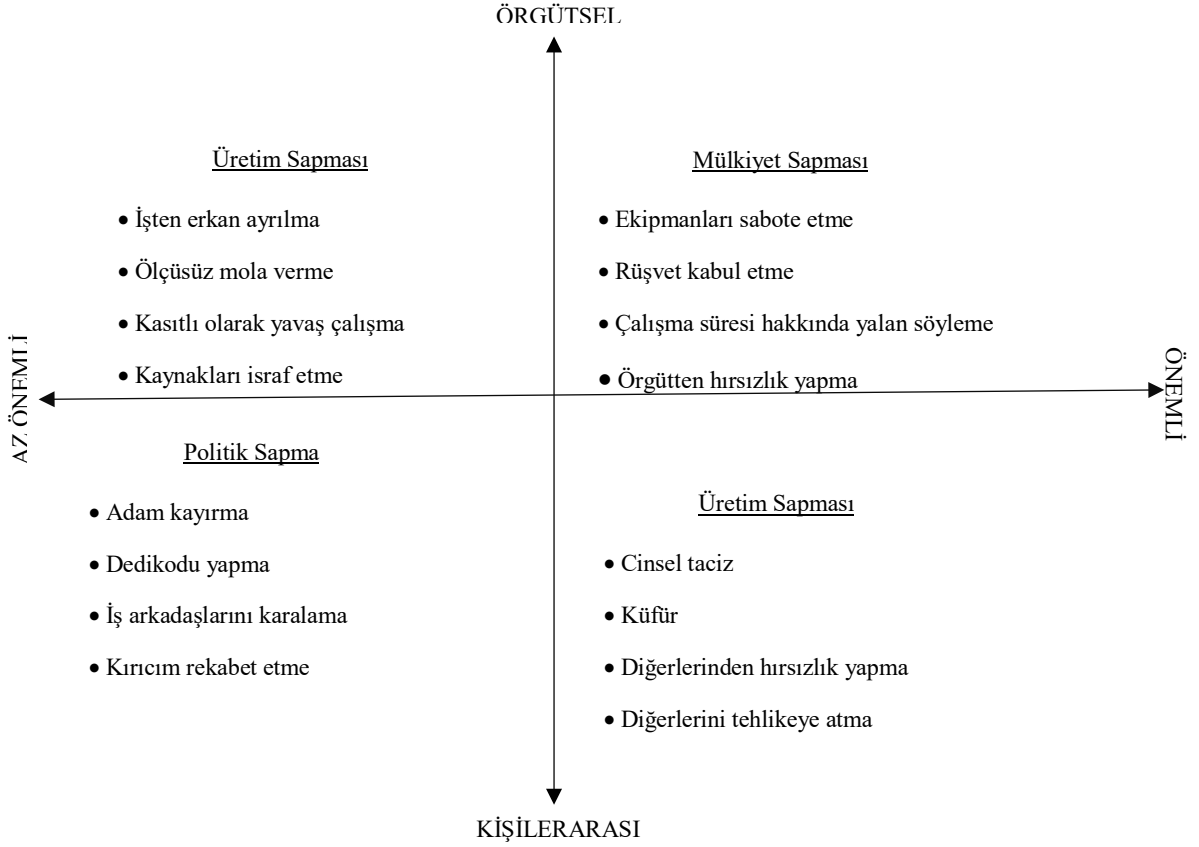 ÖRGÜTSEL
Üretim Sapması
• İşten erkan ayrılma
• Ölçüsüz mola verme
• Kasıtlı olarak yavaş çalışma
• Kaynakları israf etme
Mülkiyet Sapması
• Ekipmanları sabote etme
• Rüşvet kabul etme
• Çalışma süresi hakkında yalan söyleme
• Örgütten hırsızlık yapma
AZ ÖNEMLİ
ÖNEMLİ
Politik Sapma
• Adam kayırma
• Dedikodu yapma
• İş arkadaşlarını karalama
• Kırıcım rekabet etme
Üretim Sapması
• Cinsel taciz
• Küfür
• Diğerlerinden hırsızlık yapma
• Diğerlerini tehlikeye atma
KİŞİLERARASI